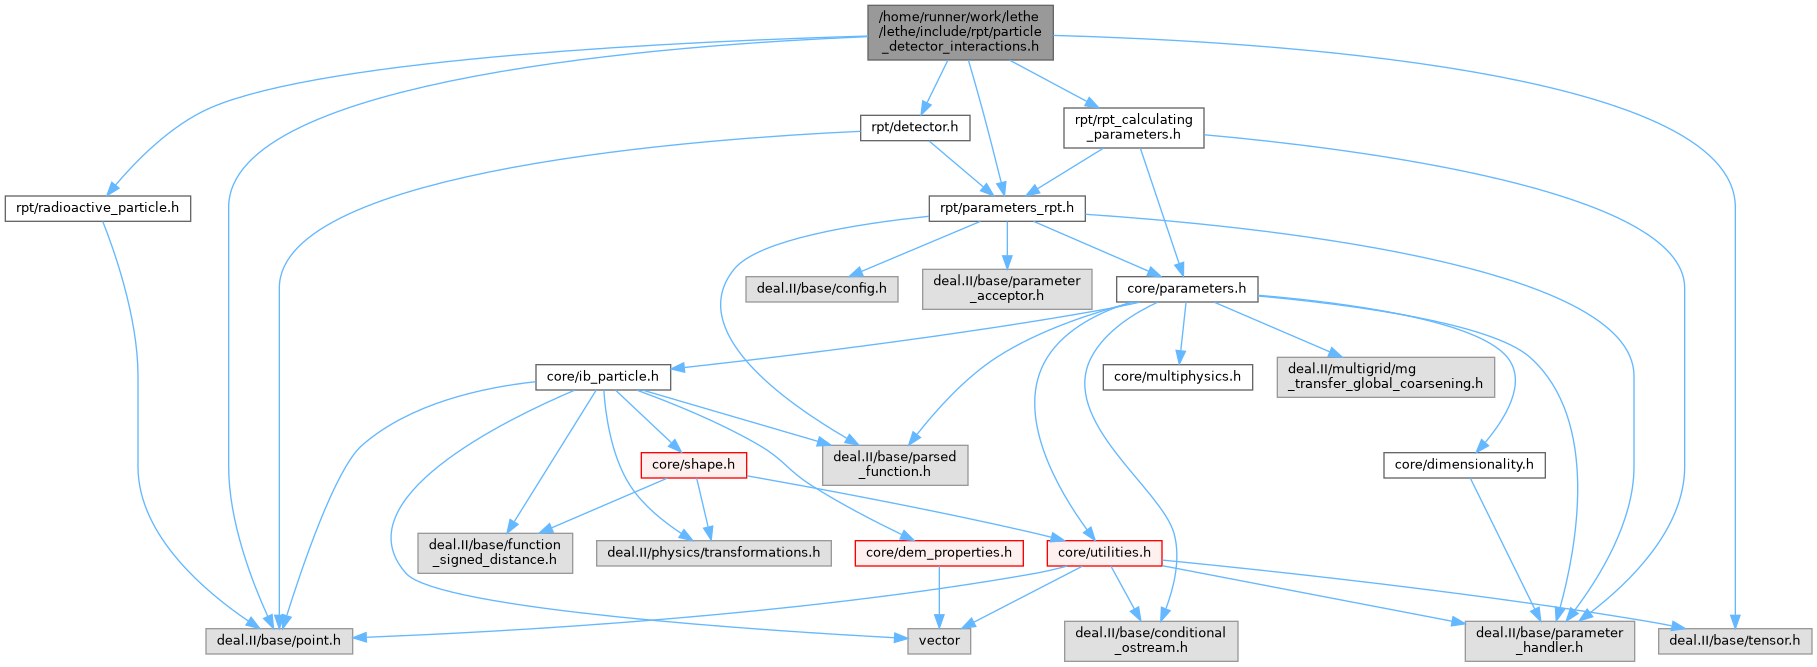 /home/runner/work/lethe
/lethe/include/rpt/particle
_detector_interactions.h
rpt/detector.h
rpt/rpt_calculating
_parameters.h
rpt/radioactive_particle.h
rpt/parameters_rpt.h
deal.II/base/config.h
deal.II/base/parameter
_acceptor.h
core/parameters.h
core/ib_particle.h
core/multiphysics.h
deal.II/multigrid/mg
_transfer_global_coarsening.h
deal.II/base/parsed
_function.h
core/shape.h
core/dimensionality.h
deal.II/base/function
_signed_distance.h
deal.II/physics/transformations.h
core/dem_properties.h
core/utilities.h
deal.II/base/point.h
vector
deal.II/base/conditional
_ostream.h
deal.II/base/parameter
_handler.h
deal.II/base/tensor.h